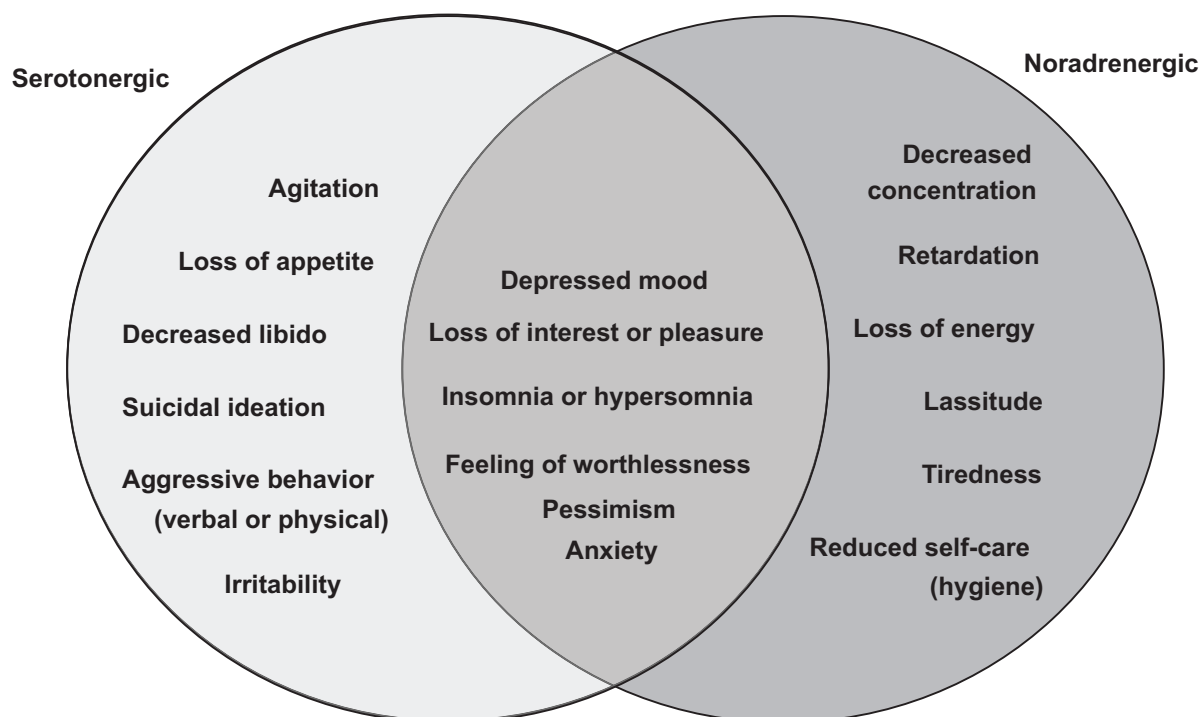 Serotonergic
Agitation
Loss of appetite
Decreased libido
Suicidal ideation
Aggressive behavior
(verbal or physical)
Irritability
Depressed mood
Loss of interest or pleasure
Insomnia or hypersomnia
Feeling of worthlessness
Pessimism
Anxiety
Noradrenergic
Decreased
concentration
Retardation
Loss of energy
Lassitude
Tiredness
Reduced self-care
(hygiene)